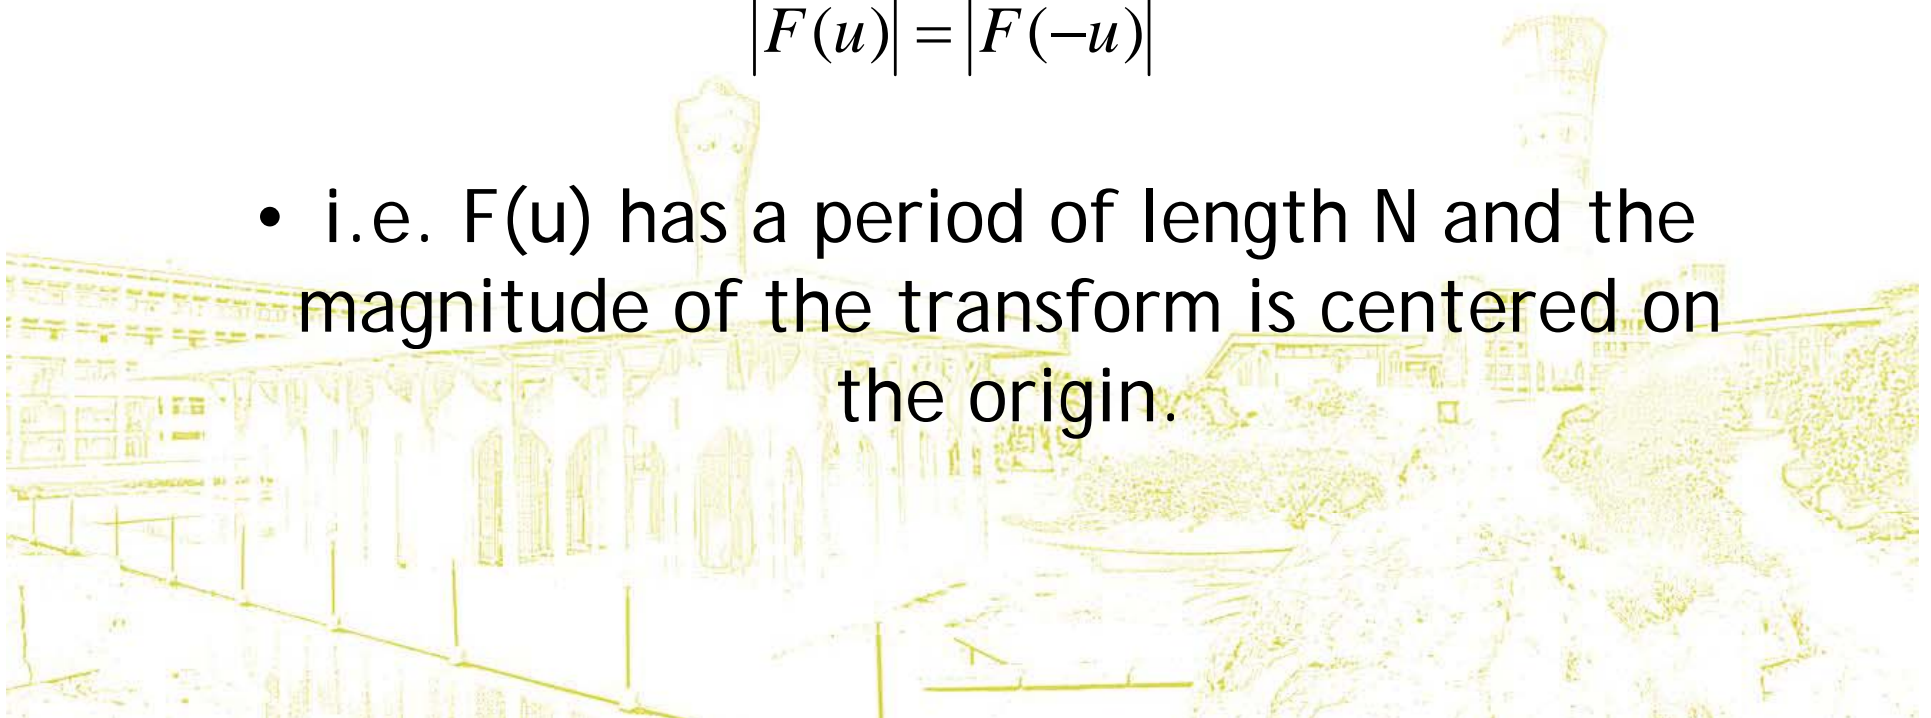 |F(u)| = |F(−u)|
• i.e. F(u) has a period of length N and the
magnitude of the transform is centered on
the origin.